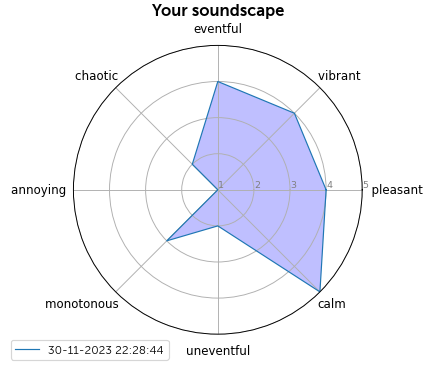 Your soundscape
eventful
chaotic
vibrant
annoying
1
2
3
4
5
pleasant
monotonous
calm
uneventful
30-11-2023 22:28:44